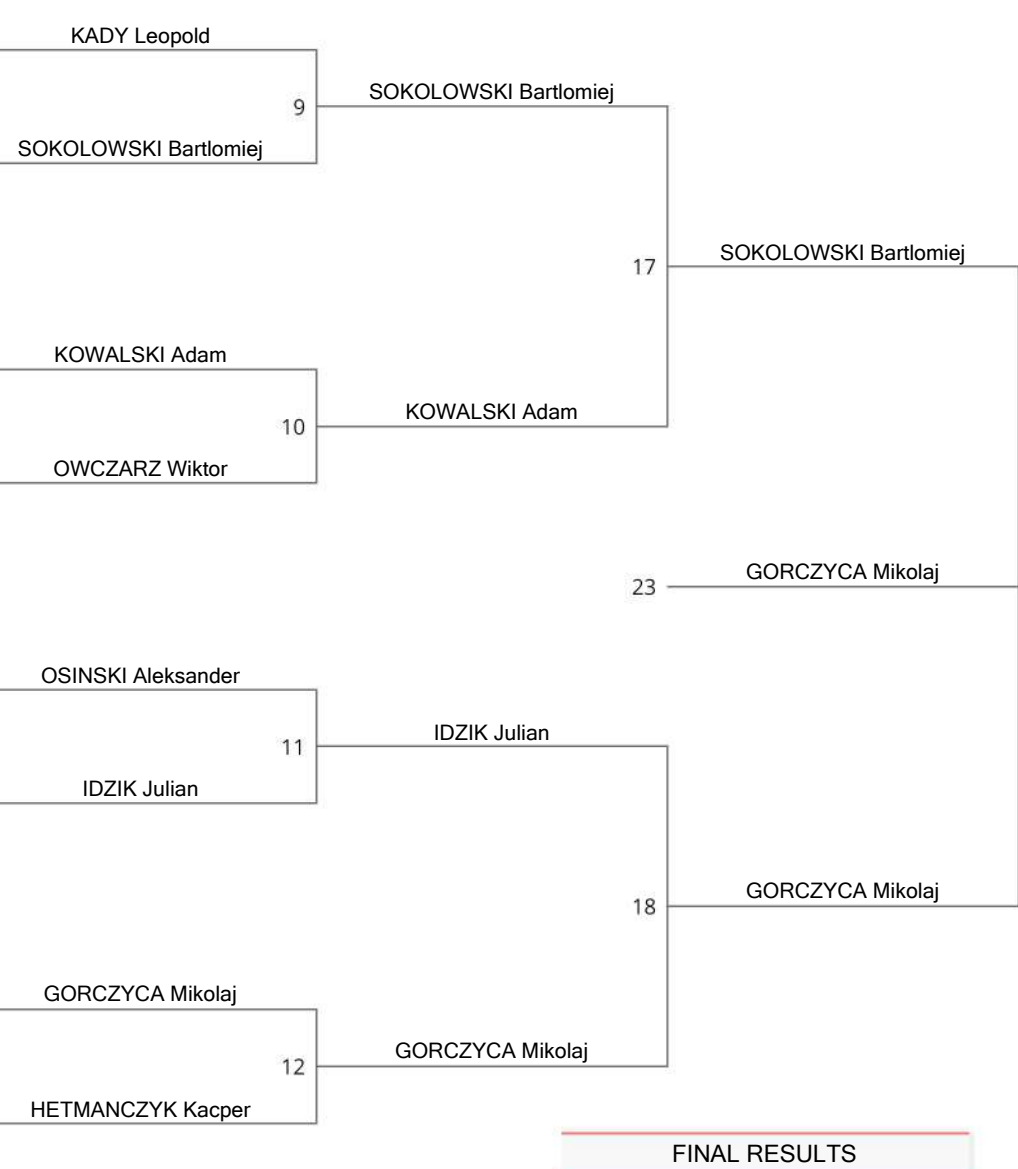 KADY Leopold
SOKOLOWSKI Bartlomiej
9
SOKOLOWSKI Bartlomiej
SOKOLOWSKI Bartlomiej
17
KOWALSKI Adam
KOWALSKI Adam
10
OWCZARZ Wiktor
GORCZYCA Mikolaj
23
OSINSKI Aleksander
IDZIK Julian
11
IDZIK Julian
GORCZYCA Mikolaj
18
GORCZYCA Mikolaj
GORCZYCA Mikolaj
12
HETMANCZYK Kacper
FINAL RESULTS